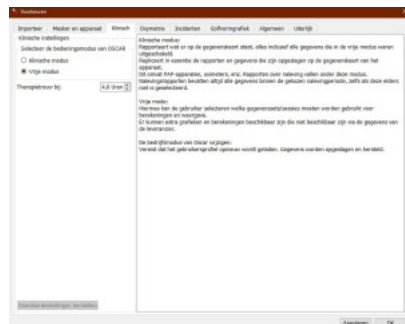 Voorkeuren
Importeer Masker en apparaat Klinisch Oxymetrie Incidenten Golfvormgrafiek Algemeen Uiterlijk
Klinische instellingen
Selecteer de bedieningsmodus van OSCAR
Klinische modus
Vrije modus
Therapietrouw bij 4,0 Uren
Klinische modus:
Rapporteert wat er op de gegevenskaart staat, alles inclusief alle gegevens die in de vrije modus waren
uitgeschakeld.
Repliceert in essentie de rapporten en gegevens die zijn opgeslagen op de gegevenskaart van het
apparaat.
Dit omvat PAP-apparaten, oximeters, enz. Rapporten over naleving vallen onder deze modus.
Nalevingsrapporten bevatten altijd alle gegevens binnen de gekozen nalevingsperiode, zelfs als deze elders
niet is geselecteerd.
Vrije modus:
Hiermee kan de gebruiker selecteren welke gegevenssets/sessies moeten worden gebruikt voor
berekeningen en weergave.
Er kunnen extra grafieken en berekeningen beschikbaar zijn die niet beschikbaar zijn via de gegevens van
de leverancier.
De bedrijfsmodus van Oscar wijzigen:
Vereist dat het gebruikersprofiel opnieuw wordt geladen. Gegevens worden opgeslagen en hersteld.
instellingen herstellen
Annuleren OK